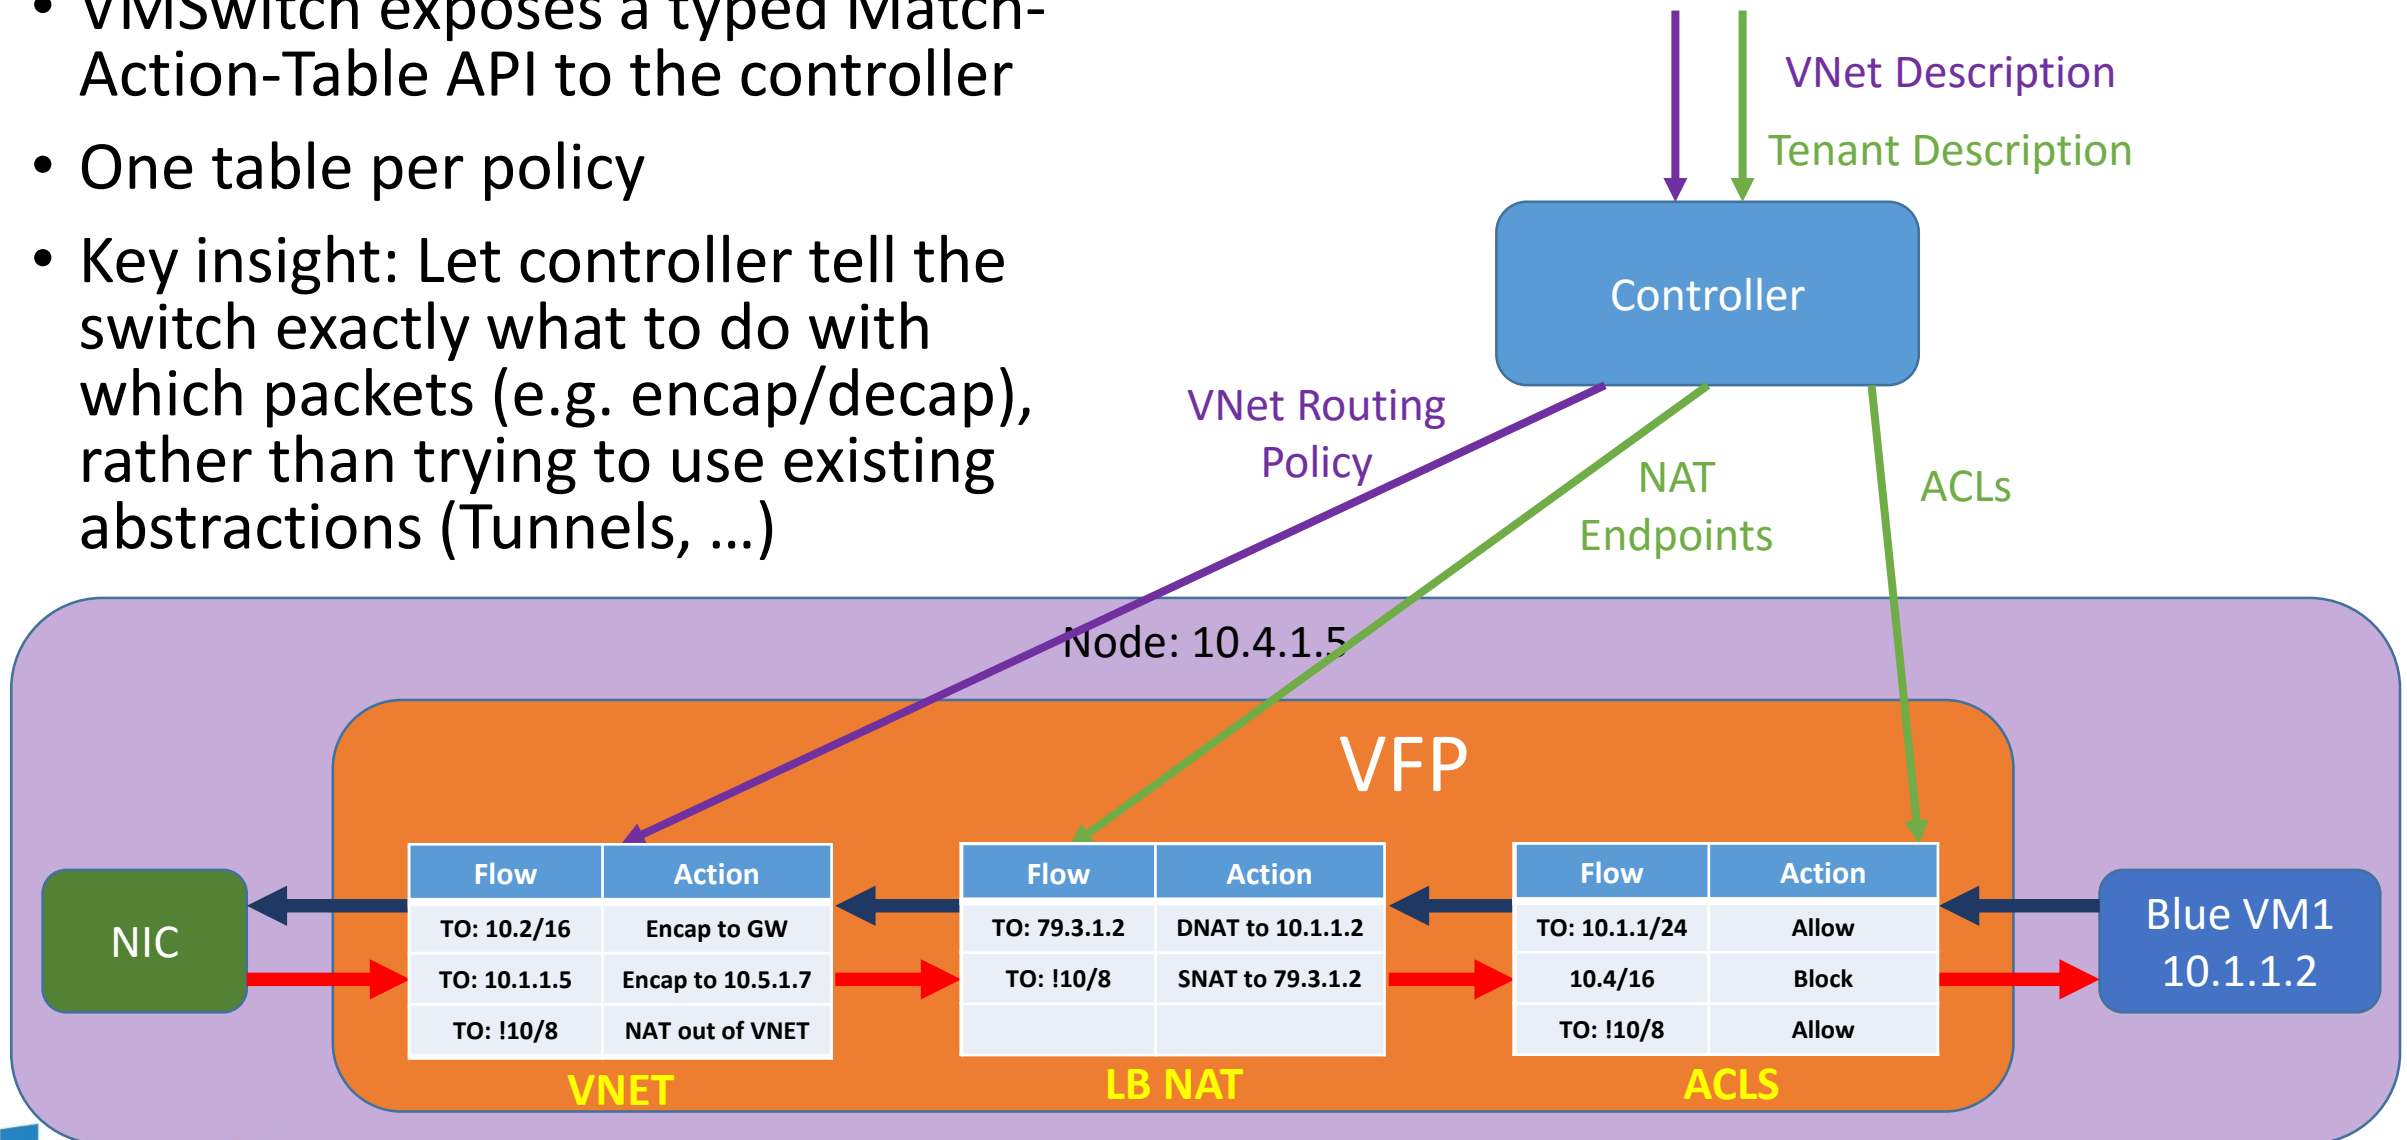 • VMSwitch exposes a typed Match-
Action-Table API to the controller
• One table per policy
• Key insight: Let controller tell the
switch exactly what to do with
which packets (e.g. encap/decap),
rather than trying to use existing
abstractions (Tunnels, ...)
VNet Description
Tenant Description
Controller
VNet Routing
Policy
NAT
Endpoints
ACLs
Node: 10.4.1.5
VFP
NIC
Flow Action
TO: 10.2/16 Encap to GW
TO: 10.1.1.5 Encap to 10.5.1.7
TO: !10/8 NAT out of VNET
VNET
Flow Action
TO: 79.3.1.2 DNAT to 10.1.1.2
TO: !10/8 SNAT to 79.3.1.2
LB NAT
Flow Action
TO: 10.1.1/24 Allow
10.4/16 Block
TO: !10/8 Allow
ACLS
Blue VM1
10.1.1.2